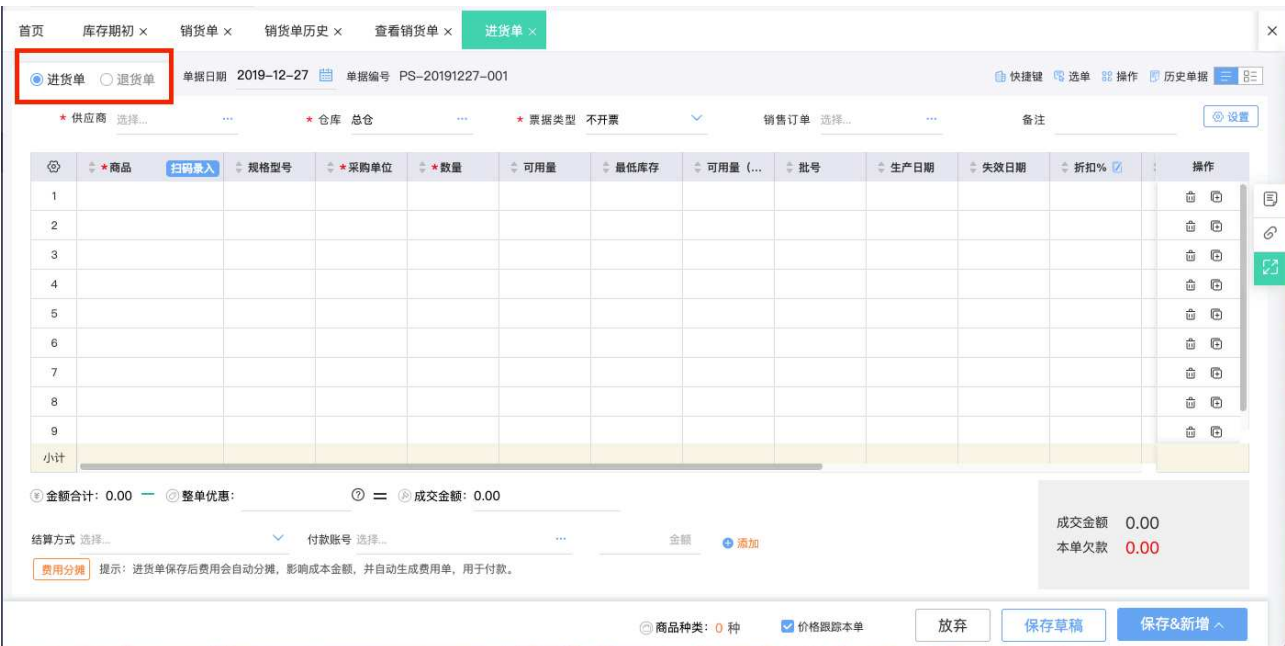 首页 库存期初 × 销货单 × 销货单历史 × 查看销货单 × 进货单 ×
进货单 退货单 单据日期 2019-12-27 单据编号 PS-20191227-001 快捷键 选单 操作 历史单据
* 供应商 选择... ... * 仓库 总仓 ... * 票据类型 不开票 销售订单 选择... ... 备注 设置
*商品 扫码录入 规格型号 *采购单位 *数量 可用量 最低库存 可用量 (... 批号 生产日期 失效日期 折扣% 操作
1
2
3
4
5
6
7
8
9
小计
金额合计: 0.00 — 整单优惠: ? = 成交金额: 0.00
成交金额 0.00
结算方式 选择... 付款账号 选择... ... 金额 添加
本单欠款 0.00
费用分摊 提示：进货单保存后费用会自动分摊，影响成本金额，并自动生成费用单，用于付款。
商品种类: 0 种 价格跟踪本单 放弃 保存草稿 保存&新增